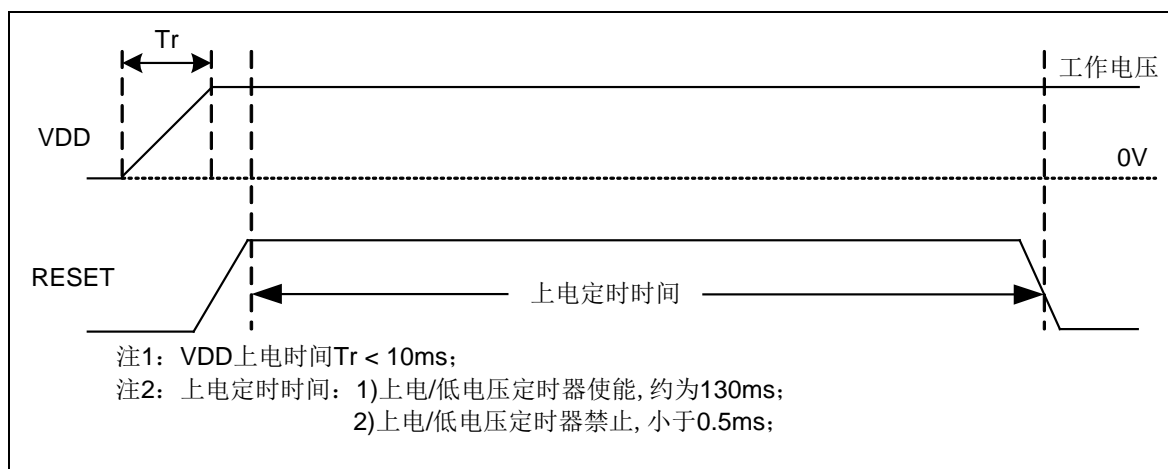 Tr
工作电压
VDD
0V
RESET
上电定时时间
注1：VDD上电时间Tr < 10ms；
注2：上电定时时间：1)上电/低电压定时器使能, 约为130ms；
2)上电/低电压定时器禁止, 小于0.5ms；